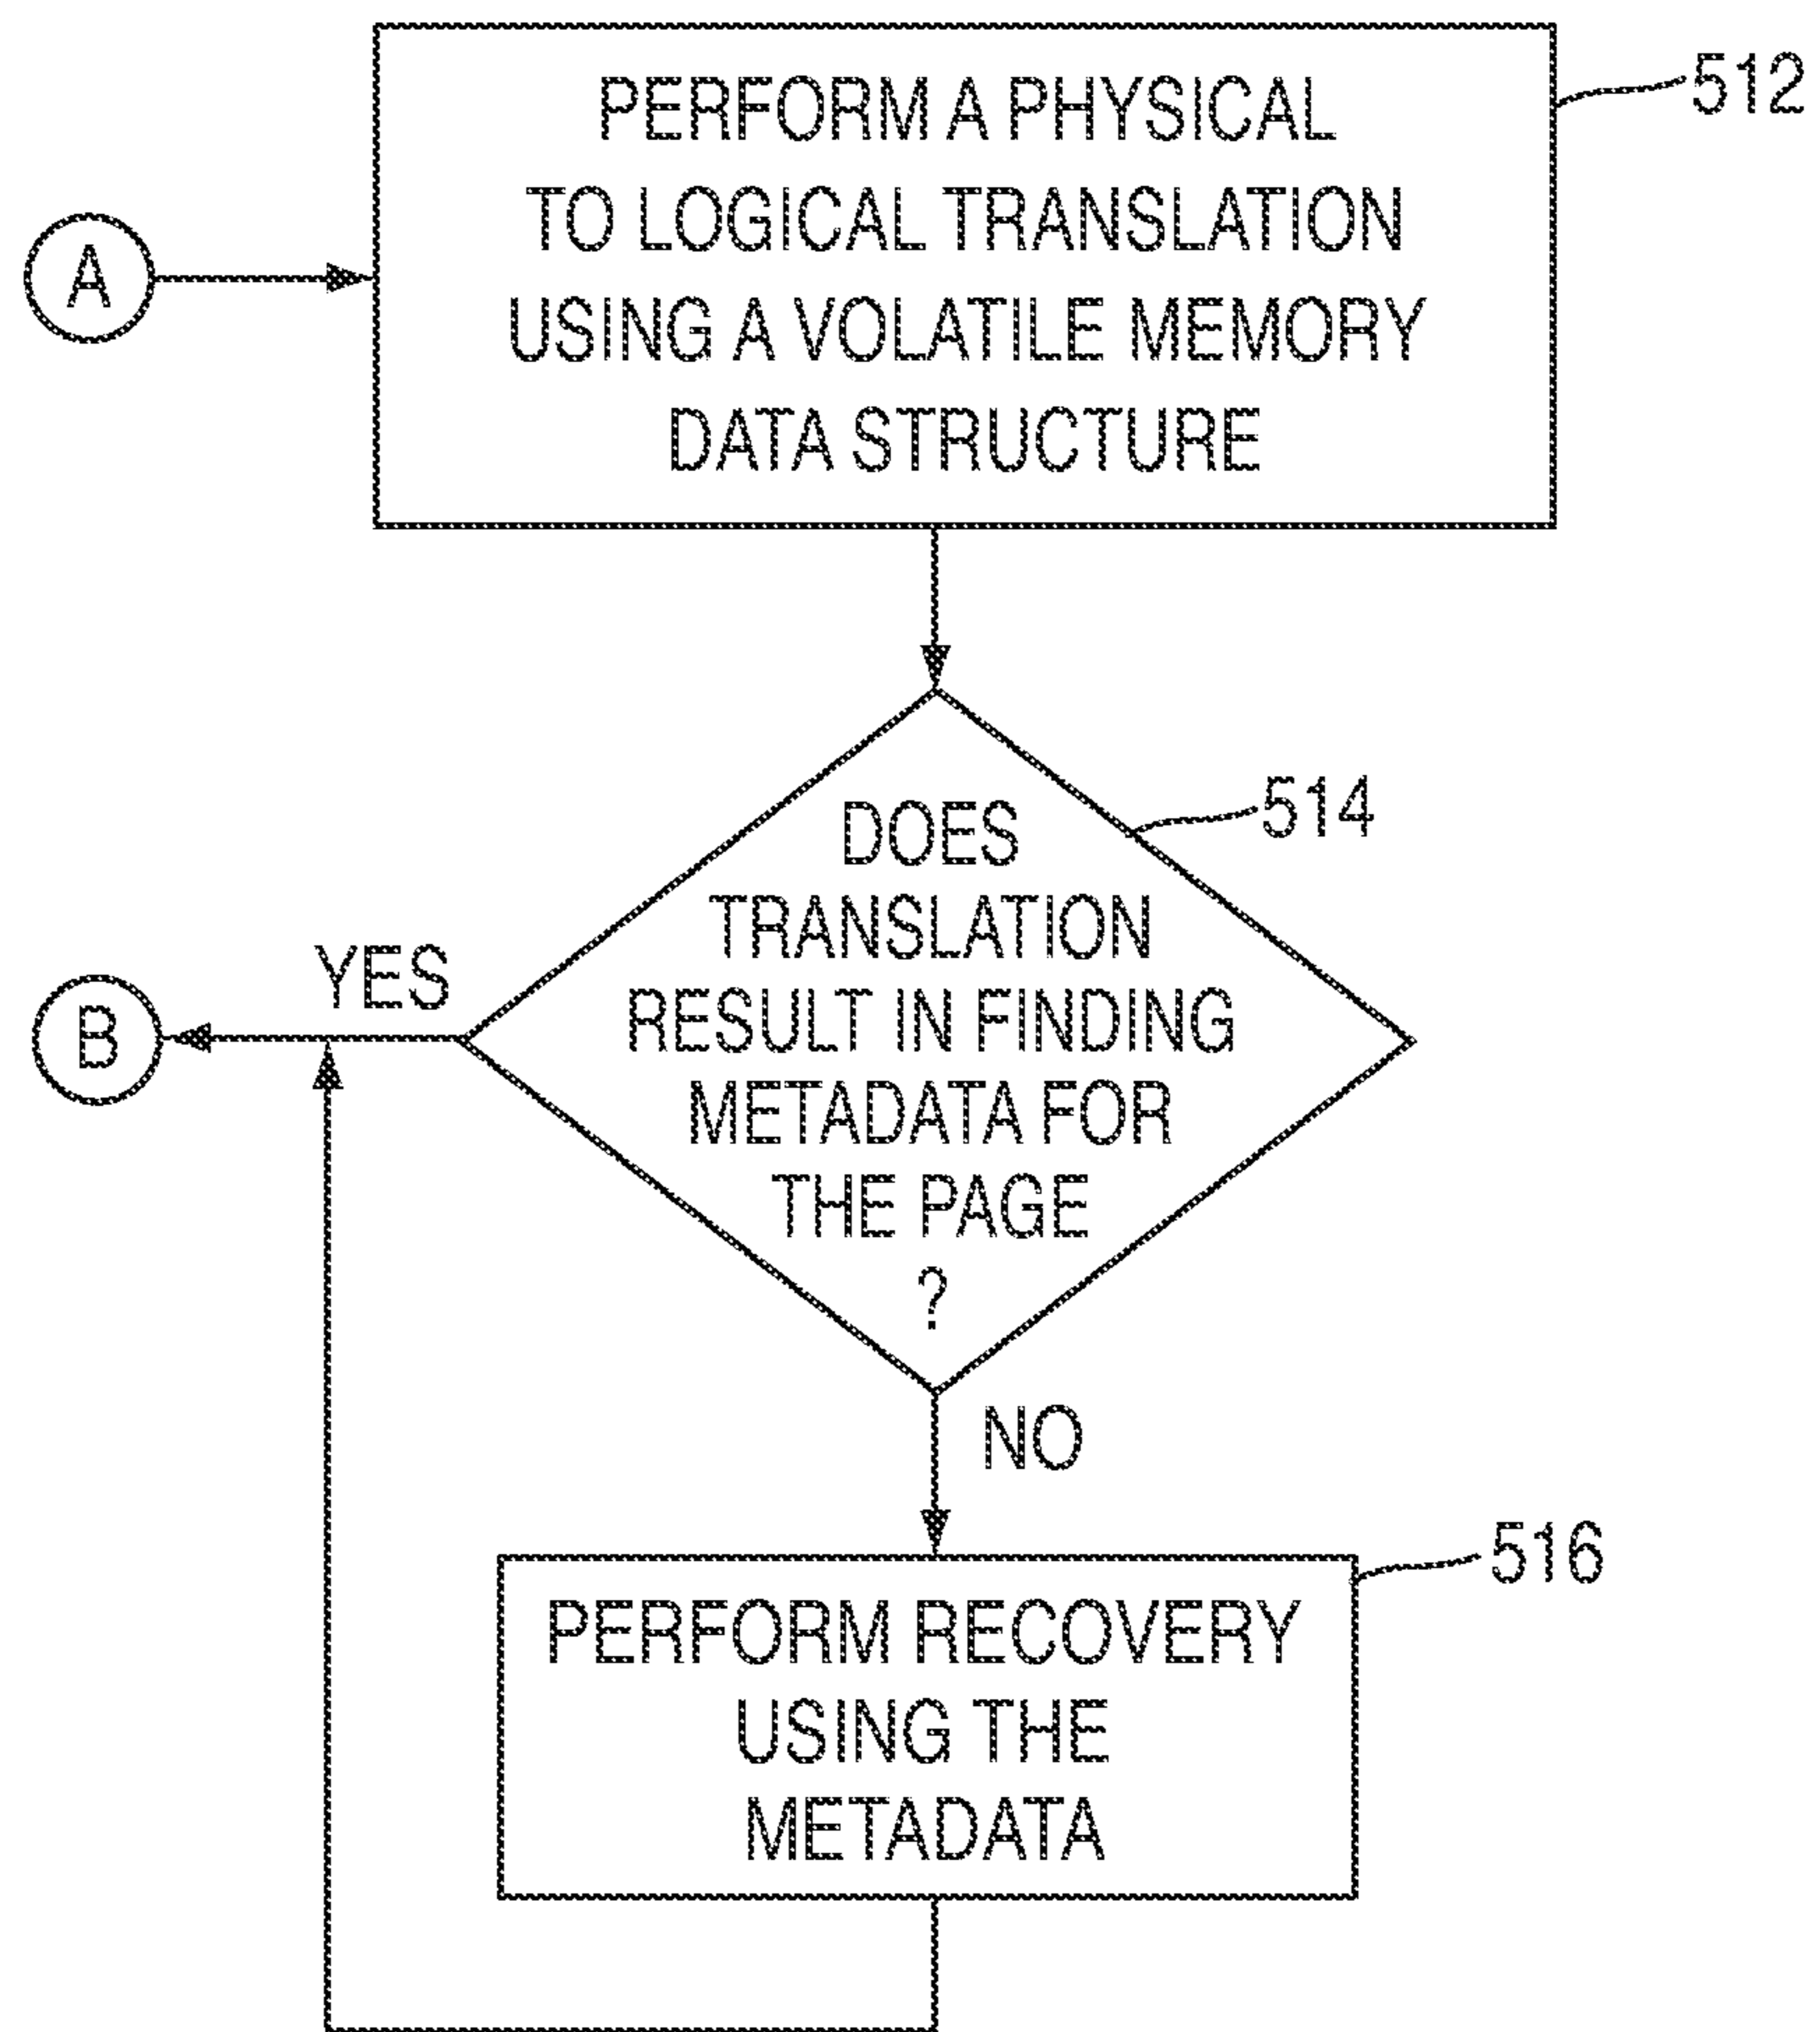 PERFORM A PHYSICAL
TO LOGICAL TRANSLATION
USING A VOLATILE MEMORY
DATA STRUCTURE
512
A
DOES
TRANSLATION
RESULT IN FINDING
METADATA FOR
THE PAGE
?
514
YES
B
NO
PERFORM RECOVERY
USING THE
METADATA
516